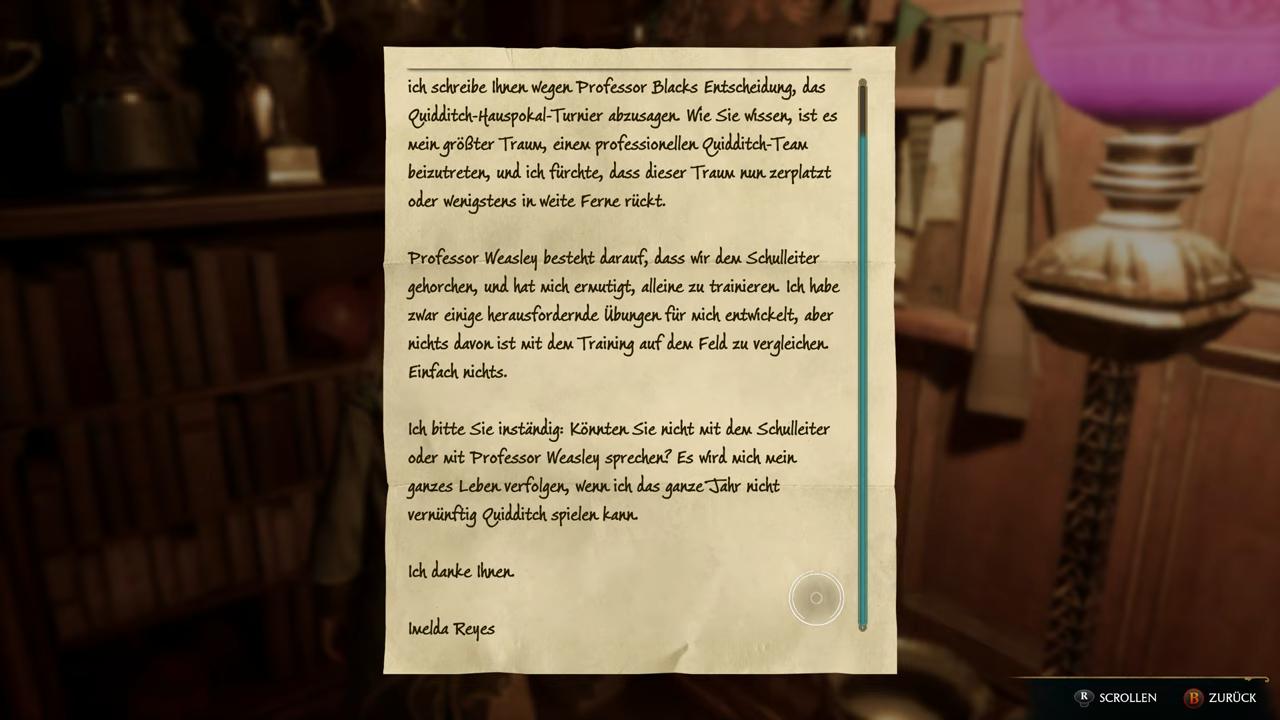 ich schreibe Ihnen wegen Professor Blacks Entscheidung, das
Quidditch-Hauspokal-Turnier abzusagen. Wie Sie wissen, ist es
mein größter Traum, einem professionellen Quidditch-Team
beizutreten, und ich fürchte, dass dieser Traum nun zerplatzt
oder wenigstens in weite Ferne rückt.
Professor Weasley besteht darauf, dass wir dem Schulleiter
gehorchen, und hat mich ermutigt, alleine zu trainieren. Ich habe
zwar einige herausfordernde Übungen für mich entwickelt, aber
nichts davon ist mit dem Training auf dem Feld zu vergleichen.
Einfach nichts.
Ich bitte Sie inständig: Könnten Sie nicht mit dem Schulleiter
oder mit Professor Weasley sprechen? Es wird mich mein
ganzes Leben verfolgen, wenn ich das ganze Jahr nicht
vernünftig Quidditch spielen kann.
Ich danke Ihnen.
Imelda Reyes
R SCROLLEN B ZURÜCK